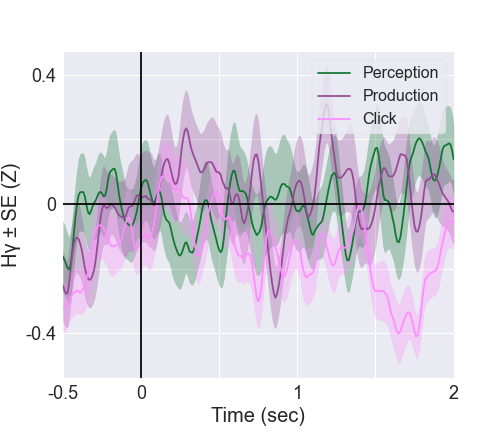 Hγ ± SE (Z)
0.4
0
-0.4
Perception
Production
Click
-0.5
0
1
2
Time (sec)